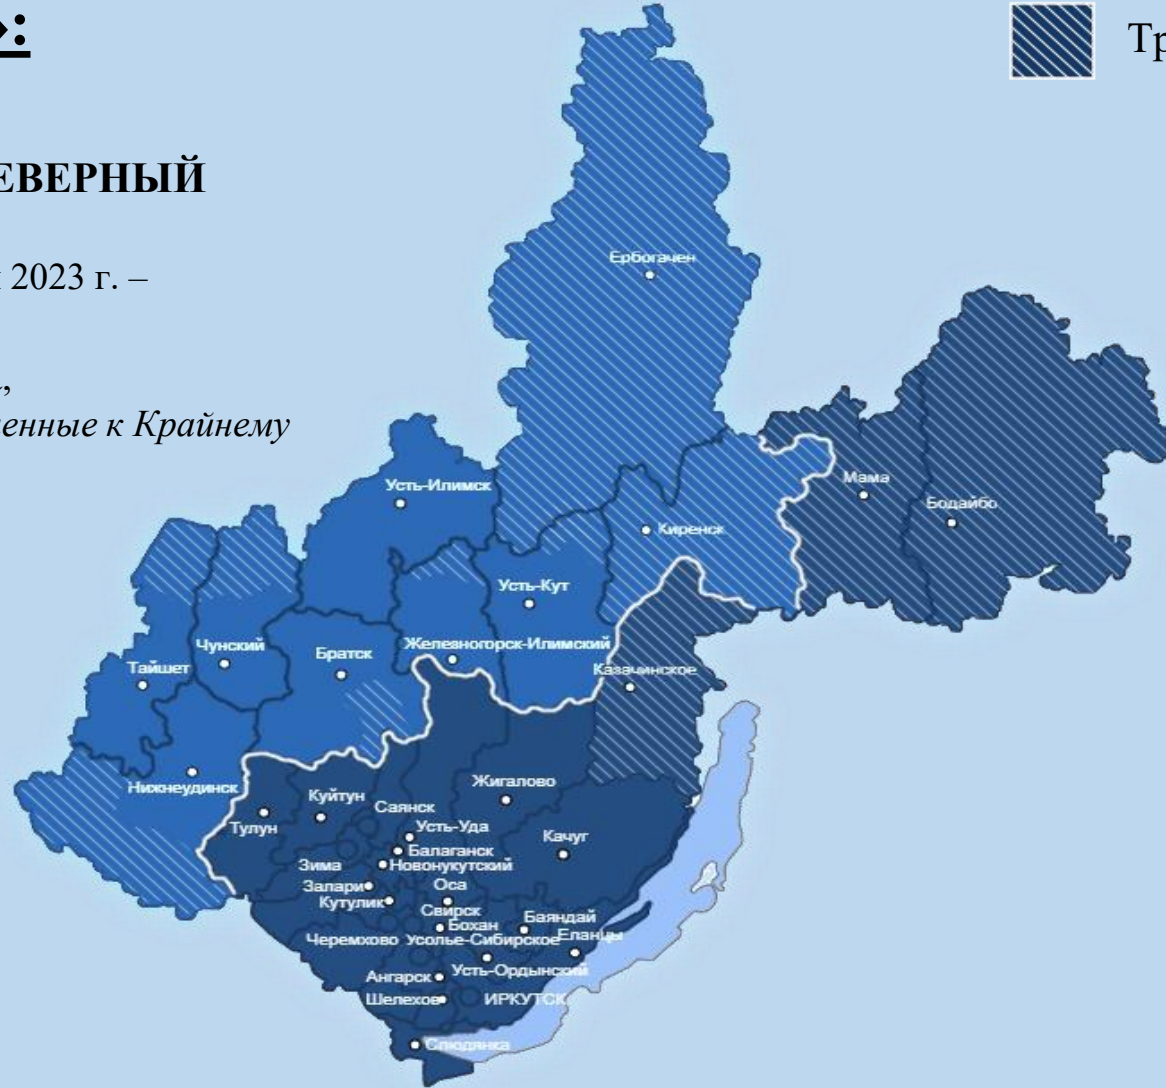 »:
Тр
ЕВЕРНЫЙ
2023 г. –
Ербогачен
,
енные к Крайнему
Мама
Усть-Илимск
Бодайбо
Киренск
Усть-Кут
Чунский
Железногорск-Илимский
Братск
Тайшет
Казачинское
Жигалово
Нижнеудинск
Куйтун
Саянск
Тулун
Усть-Уда
Качуг
Балаганск
Зима
Новонукутский
Залари
Оса
Кутулик
Свирск
Баяндай
Бохан
Черемхово
Усолье-Сибирское
Еланцы
Ангарск
Усть-Ордынский
Шелехов
ИРКУТСК
Слюдянка